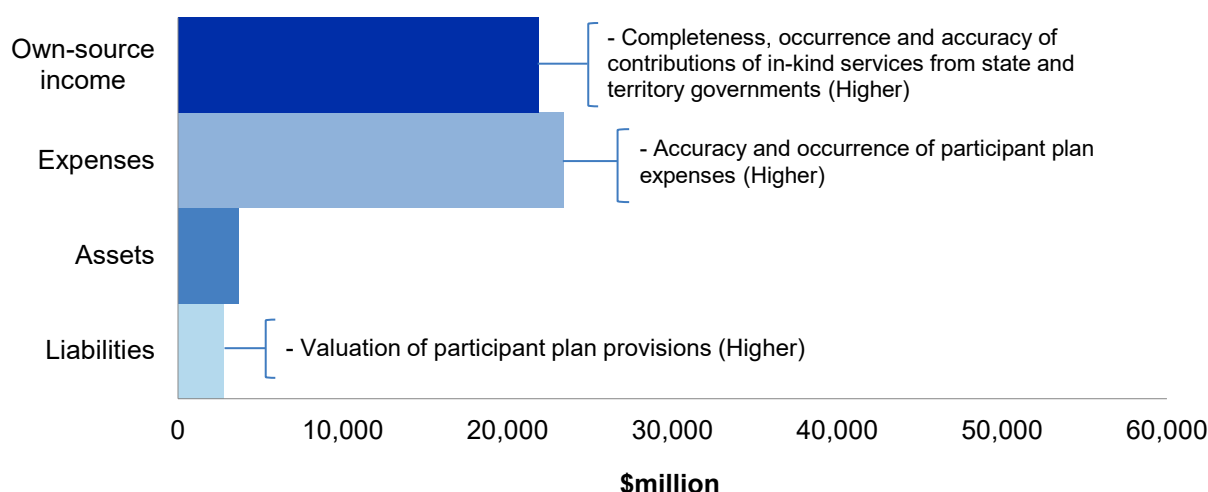 Own-source
income
- Completeness, occurrence and accuracy of
contributions of in-kind services from state and
territory governments (Higher)
Expenses
- Accuracy and occurrence of participant plan
expenses (Higher)
Assets
Liabilities
- Valuation of participant plan provisions (Higher)
0 10,000 20,000 30,000 40,000 50,000 60,000
$million